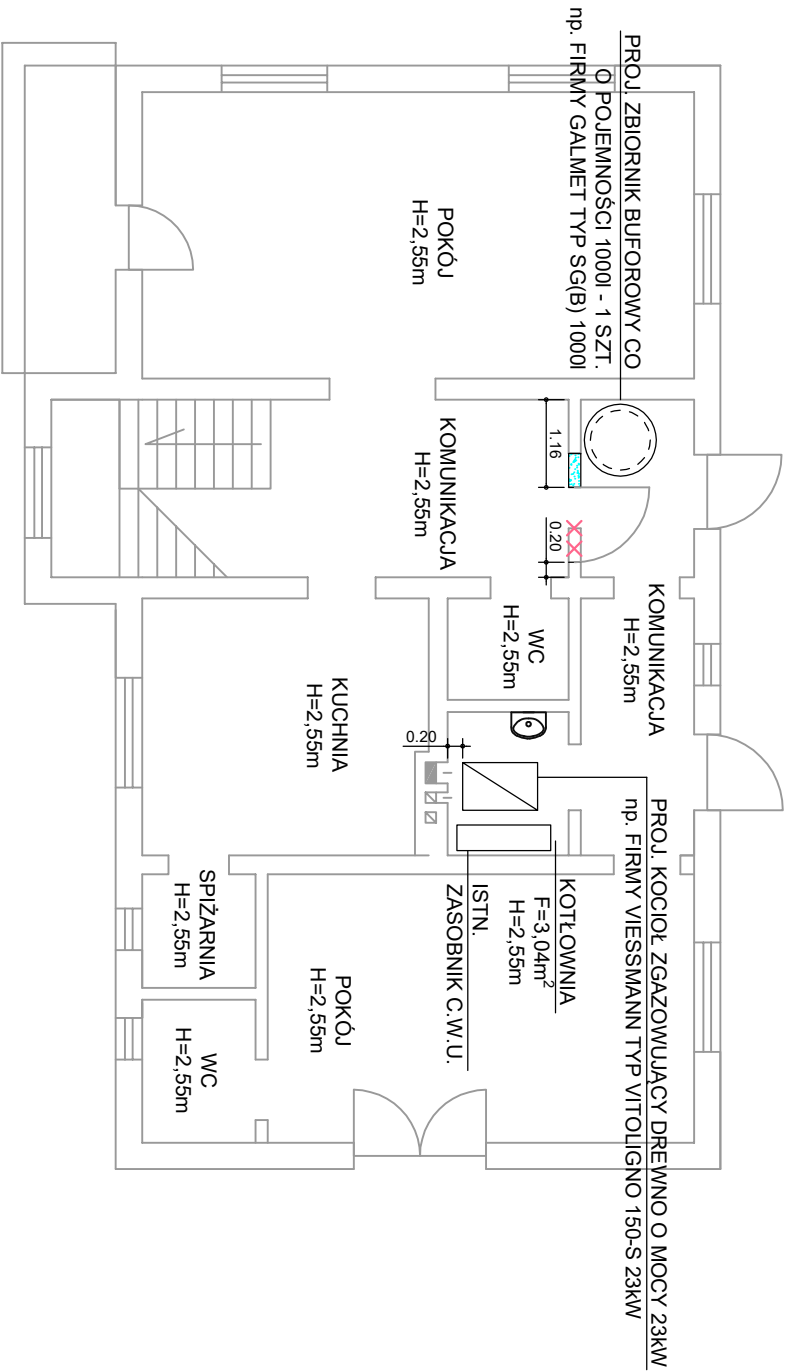 PROJ. ZBIORNIK BUFOROWY CO
O POJEMNOŚCI 1000l - 1 SZT.
np. FIRMY GALMET TYP SG(B) 1000l
PROJ. KOCIOŁ ZGAZOWUJĄCY DREWNO O MOCY 23kW
np. FIRMY VIESSMANN TYP VITOLIGNO 150-S 23kW
KOMUNIKACJA
H=2,55m
POKÓJ
H=2,55m
1.16
0.20
KOMUNIKACJA
H=2,55m
WC
H=2,55m
KOTŁOWNIA
F=3,04m²
H=2,55m
ISTN.
ZASOBNIK C.W.U.
0.20
KUCHNIA
H=2,55m
POKÓJ
H=2,55m
SPIŻARNIA
H=2,55m
WC
H=2,55m